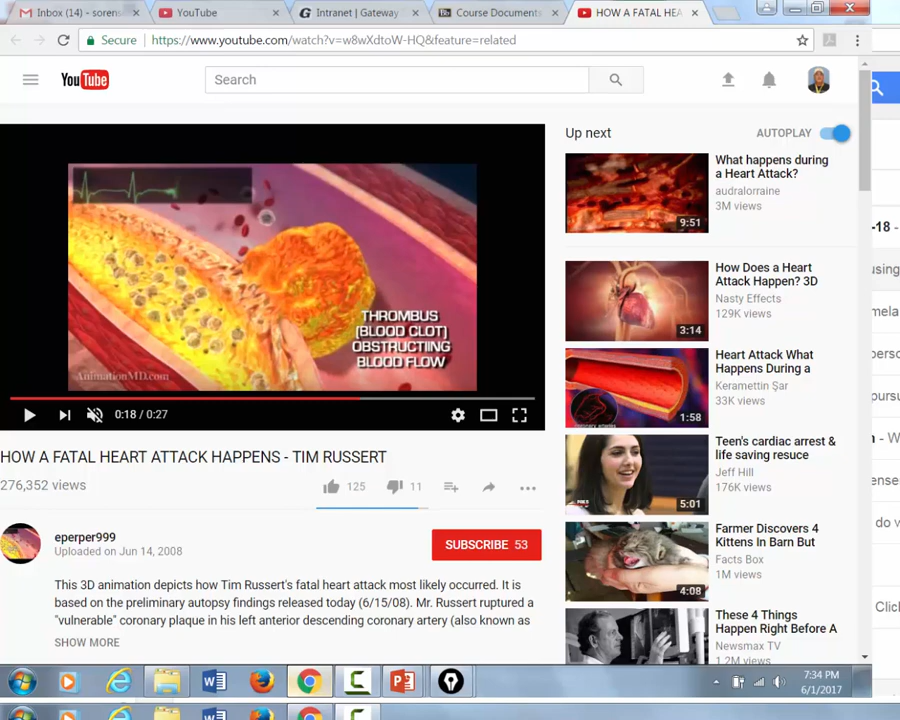 Inbox (14) - sorens
YouTube
Intranet | Gateway
Course Documents
HOW A FATAL HEA
Secure
https://www.youtube.com/watch?v=w8wXdtoW-HQ&feature=related
YouTube
Search
THROMBUS
(BLOOD CLOT)
OBSTRUCTING
BLOOD FLOW
AnimationMD.com
0:18 / 0:27
HOW A FATAL HEART ATTACK HAPPENS - TIM RUSSERT
276,352 views
125
11
eperper999
Uploaded on Jun 14, 2008
SUBSCRIBE 53
This 3D animation depicts how Tim Russert's fatal heart attack most likely occurred. It is
based on the preliminary autopsy findings released today (6/15/08). Mr. Russert ruptured a
"vulnerable" coronary plaque in his left anterior descending coronary artery (also known as
SHOW MORE
Up next
AUTOPLAY
What happens during
a Heart Attack?
audralorraine
3M views
9:51
How Does a Heart
Attack Happen? 3D
Nasty Effects
129K views
3:14
Heart Attack What
Happens During a
Keramettin Şar
33K views
1:58
Teen's cardiac arrest &
life saving resuce
Jeff Hill
176K views
5:01
Farmer Discovers 4
Kittens In Barn But
Facts Box
1M views
4:08
These 4 Things
Happen Right Before A
Newsmax TV
1.2M views
-18 -
using
mela
perso
pursu
n - W
ense
do v
Click
7:34 PM
6/1/2017